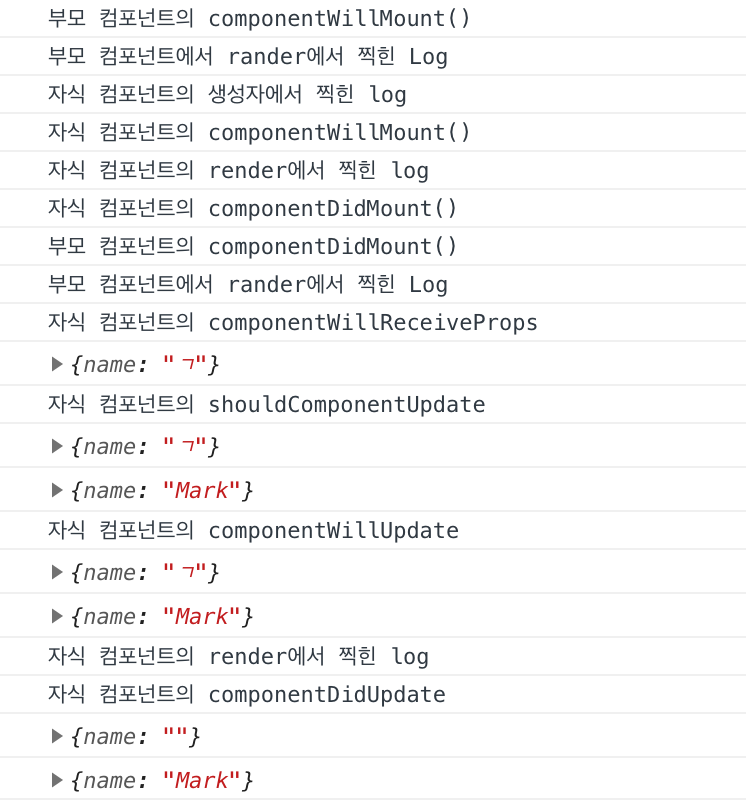 부모 컴포넌트의 componentWillMount()
부모 컴포넌트에서 rander에서 찍힌 Log
자식 컴포넌트의 생성자에서 찍힌 log
자식 컴포넌트의 componentWillMount()
자식 컴포넌트의 render에서 찍힌 log
자식 컴포넌트의 componentDidMount()
부모 컴포넌트의 componentDidMount()
부모 컴포넌트에서 rander에서 찍힌 Log
자식 컴포넌트의 componentWillReceiveProps
▶{name: "ㄱ"}
자식 컴포넌트의 shouldComponentUpdate
▶{name: "ㄱ"}
▶{name: "Mark"}
자식 컴포넌트의 componentWillUpdate
▶{name: "ㄱ"}
▶{name: "Mark"}
자식 컴포넌트의 render에서 찍힌 log
자식 컴포넌트의 componentDidUpdate
▶{name: ""}
▶{name: "Mark"}